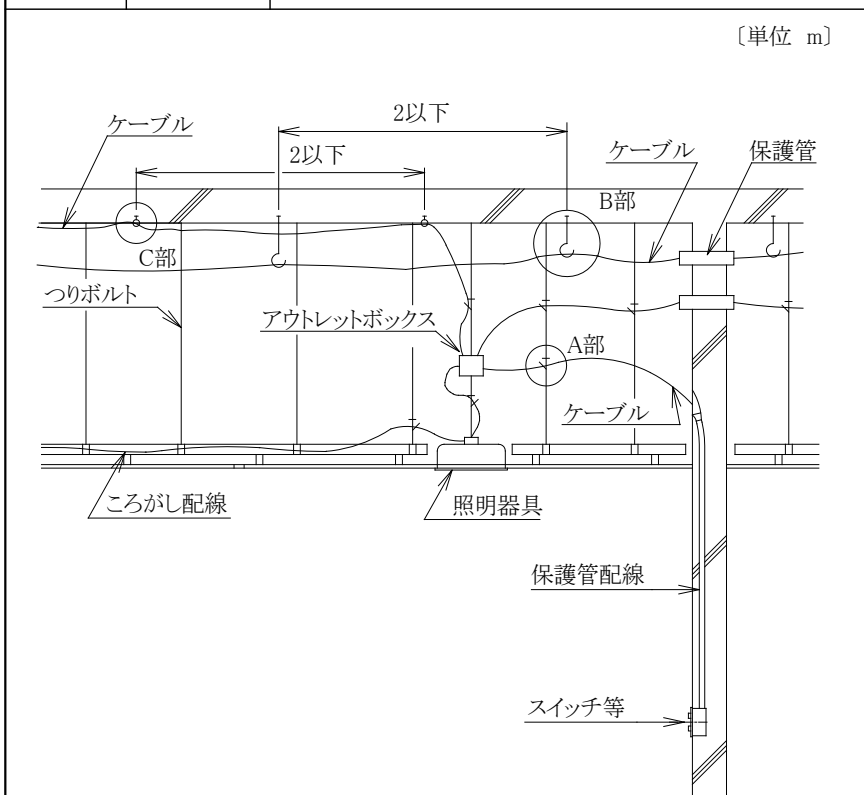 〔単位 m〕
2以下
ケーブル
2以下
ケーブル
保護管
B部
C部
つりボルト
アウトレットボックス
A部
ケーブル
ころがし配線
照明器具
保護管配線
スイッチ等